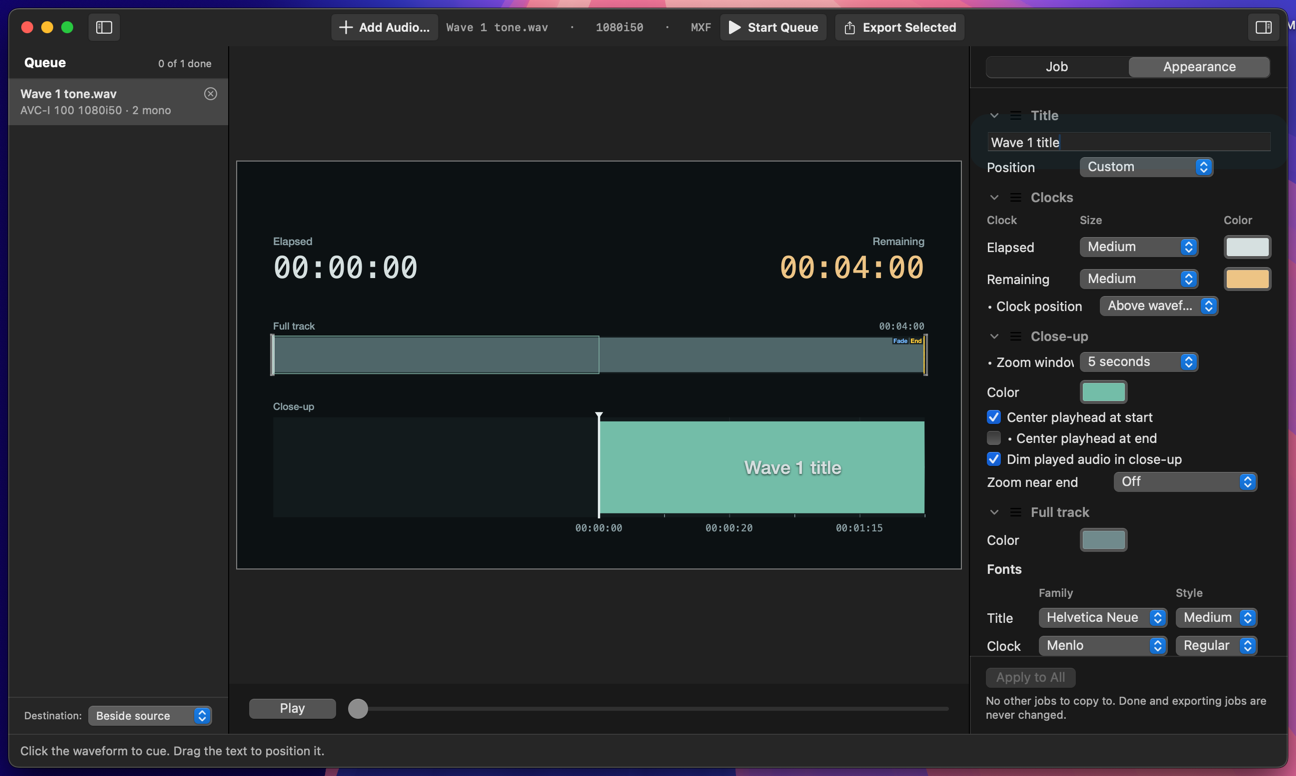 Add Audio...
Wave 1 tone.wav · 1080i50 · MXF
Start Queue
Export Selected
M
Queue
0 of 1 done
Wave 1 tone.wav
AVC-I 100 1080i50 · 2 mono
Destination:
Beside source
Elapsed
00:00:00
Remaining
00:04:00
Full track
00:04:00
Fade
End
Close-up
Wave 1 title
00:00:00
00:00:20
00:01:15
Play
Job
Appearance
Title
Wave 1 title
Position
Custom
Clocks
Clock
Size
Color
Elapsed
Medium
Remaining
Medium
• Clock position
Above wavef...
Close-up
• Zoom window
5 seconds
Color
Center playhead at start
• Center playhead at end
Dim played audio in close-up
Zoom near end
Off
Full track
Color
Fonts
Family
Style
Title
Helvetica Neue
Medium
Clock
Menlo
Regular
Apply to All
No other jobs to copy to. Done and exporting jobs are
never changed.
Click the waveform to cue. Drag the text to position it.